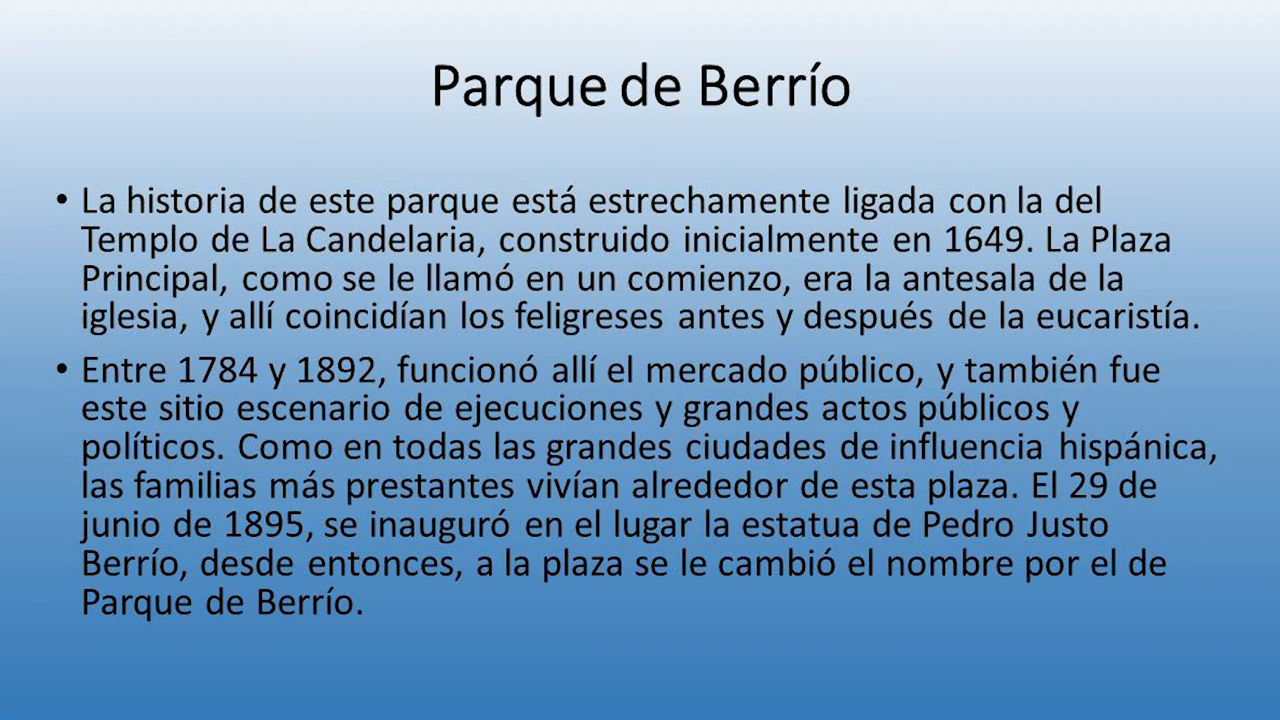 Parque de Berrío
• La historia de este parque está estrechamente ligada con la del
Templo de La Candelaria, construido inicialmente en 1649. La Plaza
Principal, como se le llamó en un comienzo, era la antesala de la
iglesia, y allí coincidían los feligreses antes y después de la eucaristía.
• Entre 1784 y 1892, funcionó allí el mercado público, y también fue
este sitio escenario de ejecuciones y grandes actos públicos y
políticos. Como en todas las grandes ciudades de influencia hispánica,
las familias más prestantes vivían alrededor de esta plaza. El 29 de
junio de 1895, se inauguró en el lugar la estatua de Pedro Justo
Berrío, desde entonces, a la plaza se le cambió el nombre por el de
Parque de Berrío.